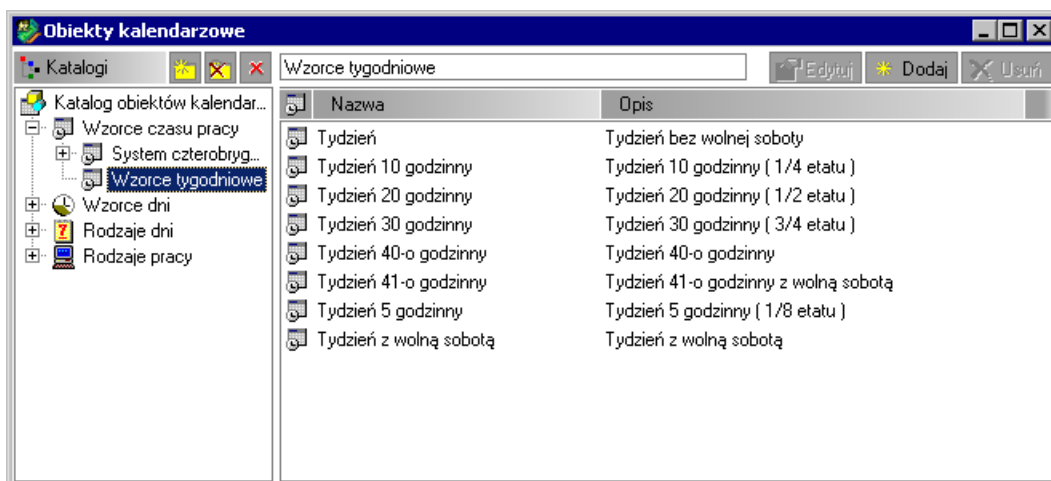 Obiekty kalendarzowe
Katalogi Wzorce tygodniowe Edytuj Dodaj Usuń
Katalog obiektów kalendar...
Wzorce czasu pracy
System czterobryg...
Wzorce tygodniowe
Wzorce dni
Rodzaje dni
Rodzaje pracy
Nazwa Opis
Tydzień Tydzień bez wolnej soboty
Tydzień 10 godzinny Tydzień 10 godzinny ( 1/4 etatu )
Tydzień 20 godzinny Tydzień 20 godzinny ( 1/2 etatu )
Tydzień 30 godzinny Tydzień 30 godzinny ( 3/4 etatu )
Tydzień 40-o godzinny Tydzień 40-o godzinny
Tydzień 41-o godzinny Tydzień 41-o godzinny z wolną sobotą
Tydzień 5 godzinny Tydzień 5 godzinny ( 1/8 etatu )
Tydzień z wolną sobotą Tydzień z wolną sobotą